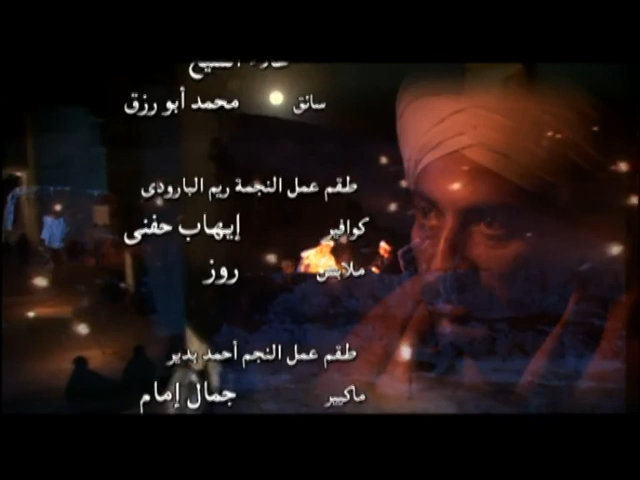 سائق محمد أبو رزق
طقم عمل النجمة ريم البارودى
كوافير إيهاب حفنى
ملابس روز
طقم عمل النجم أحمد بدير
ماكيير جمال إمام